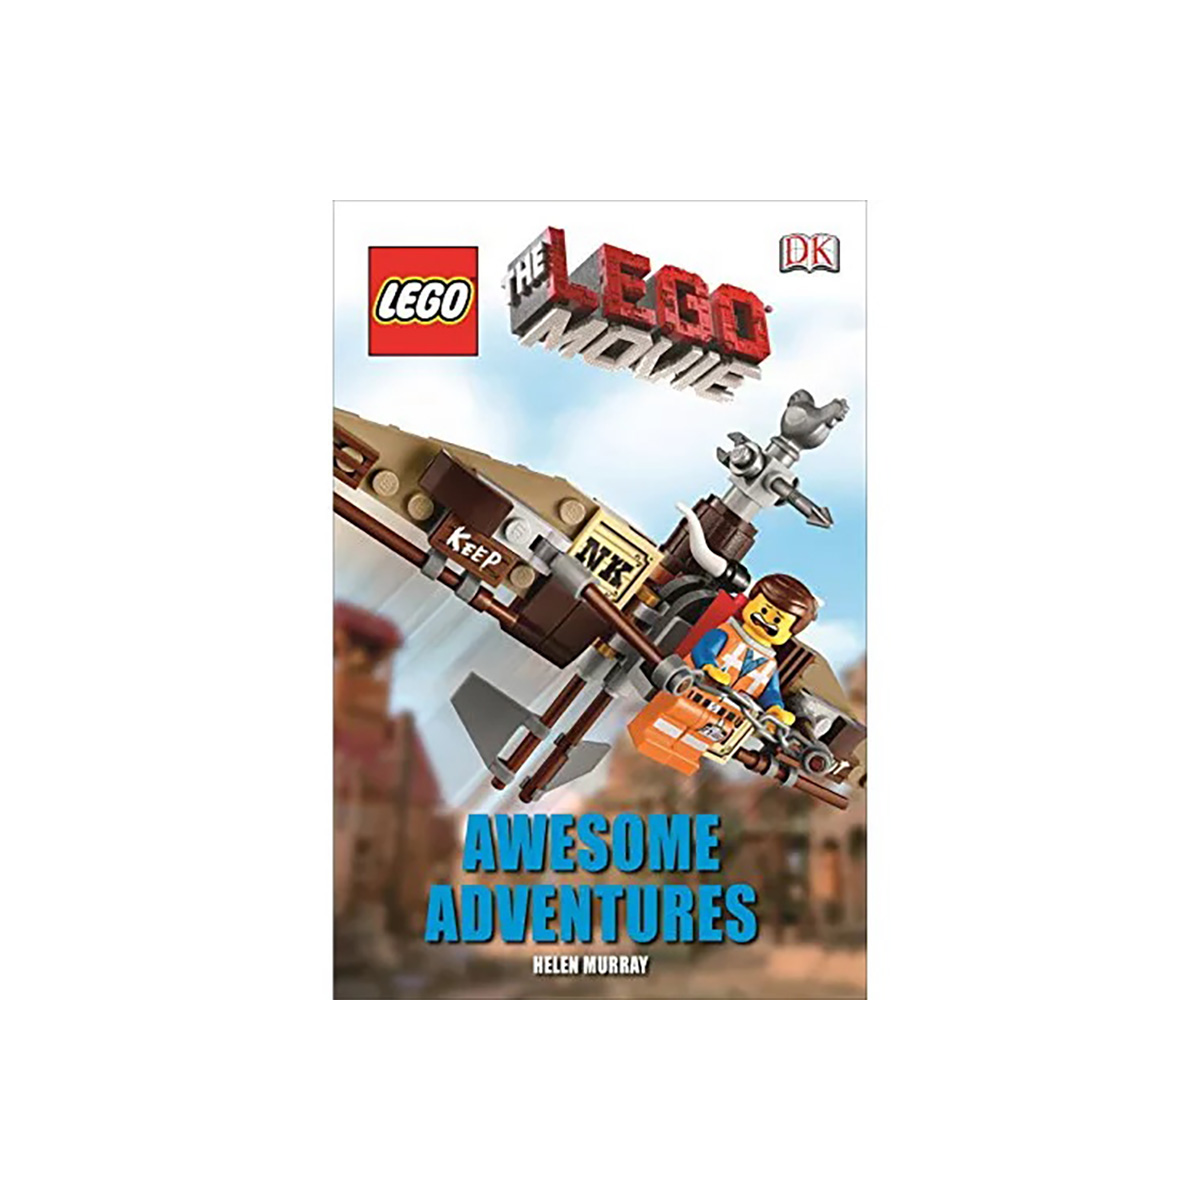 LEGO
THE LEGO
MOVIE
DK
KEEP
NK
AWESOME
ADVENTURES
HELEN MURRAY